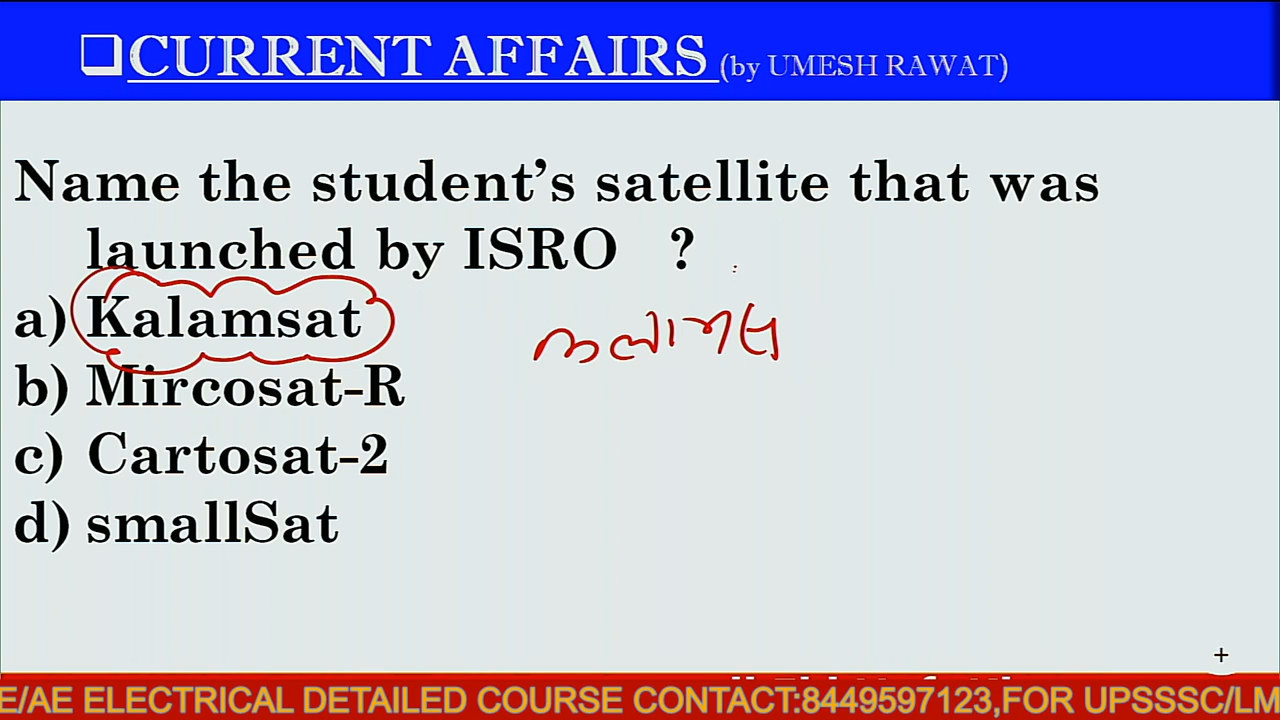 ❑CURRENT AFFAIRS (by UMESH RAWAT)
Name the student’s satellite that was
launched by ISRO ?
a) Kalamsat
b) Mircosat-R
c) Cartosat-2
d) smallSat
E/AE ELECTRICAL DETAILED COURSE CONTACT:8449597123,FOR UPSSSC/LM